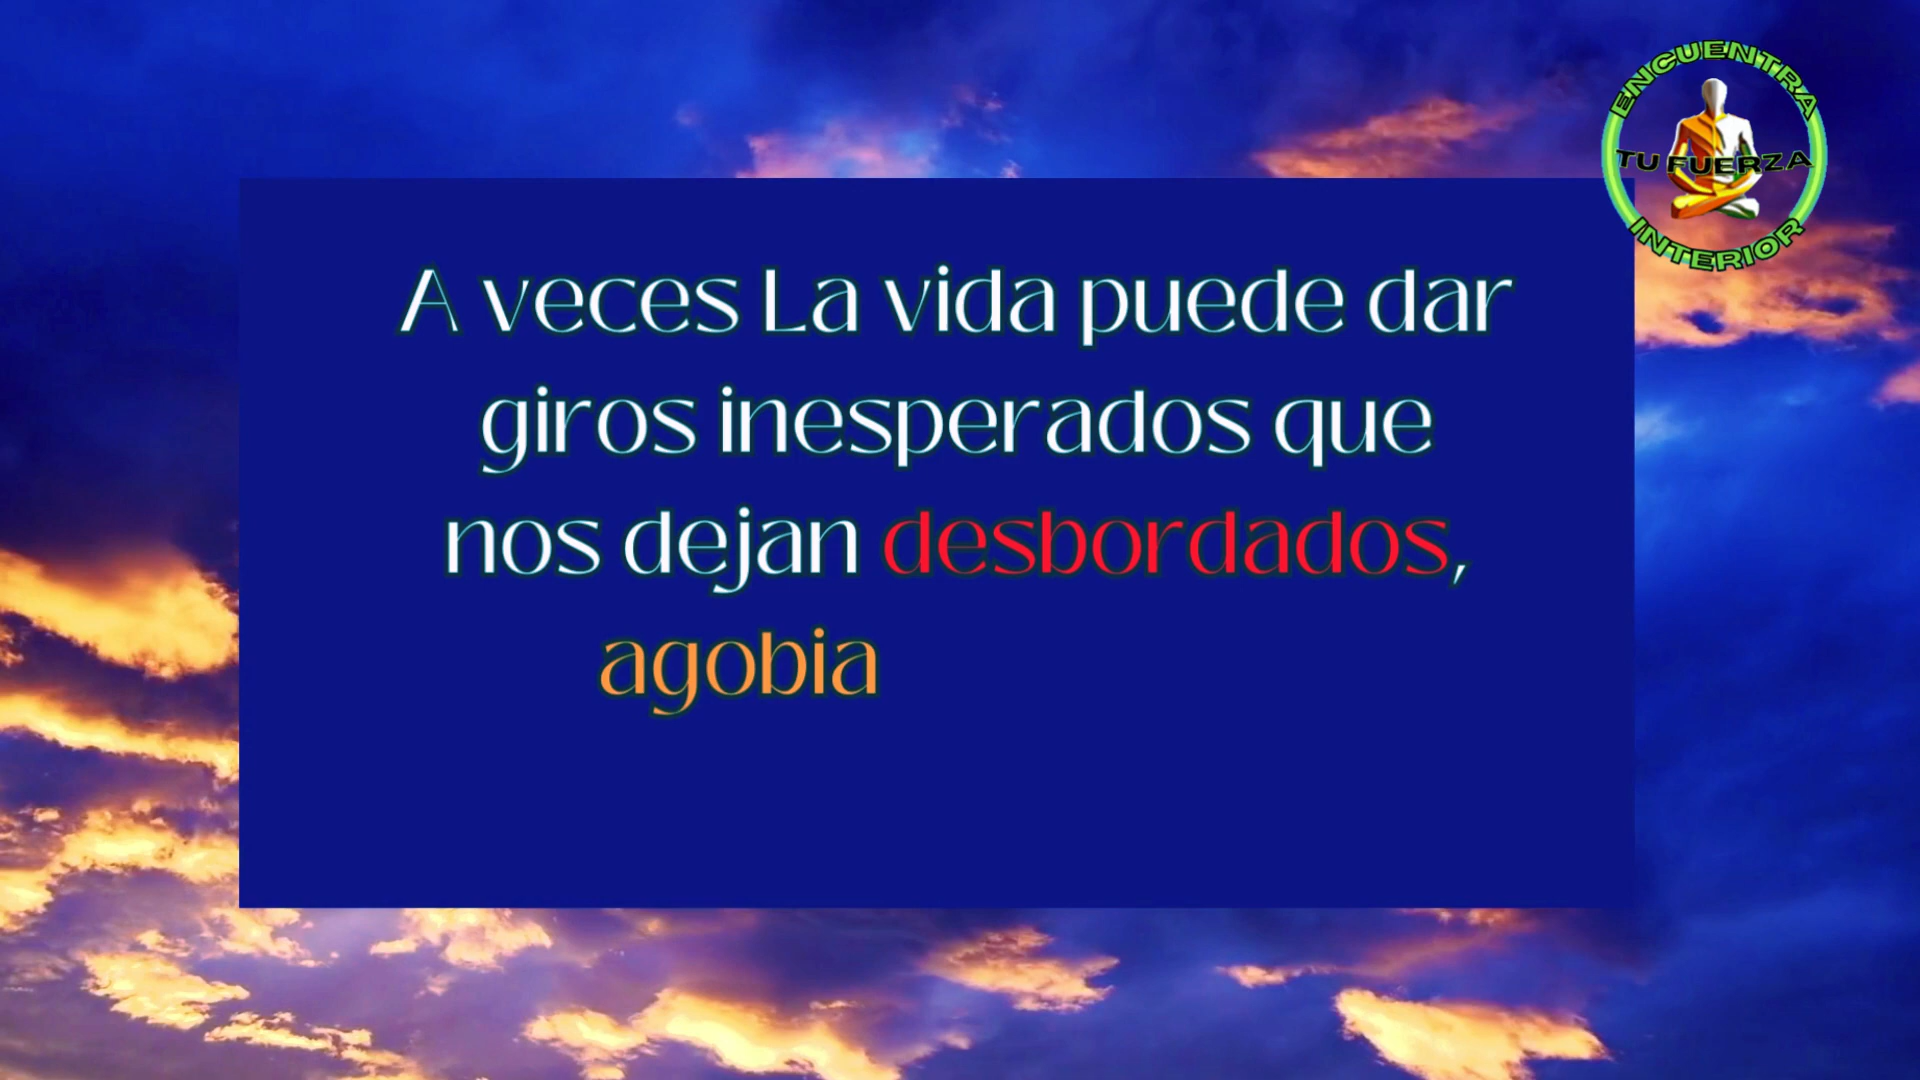 ENCUENTRA
TU FUERZA
INTERIOR
A veces La vida puede dar
giros inesperados que
nos dejan desbordados,
agobia